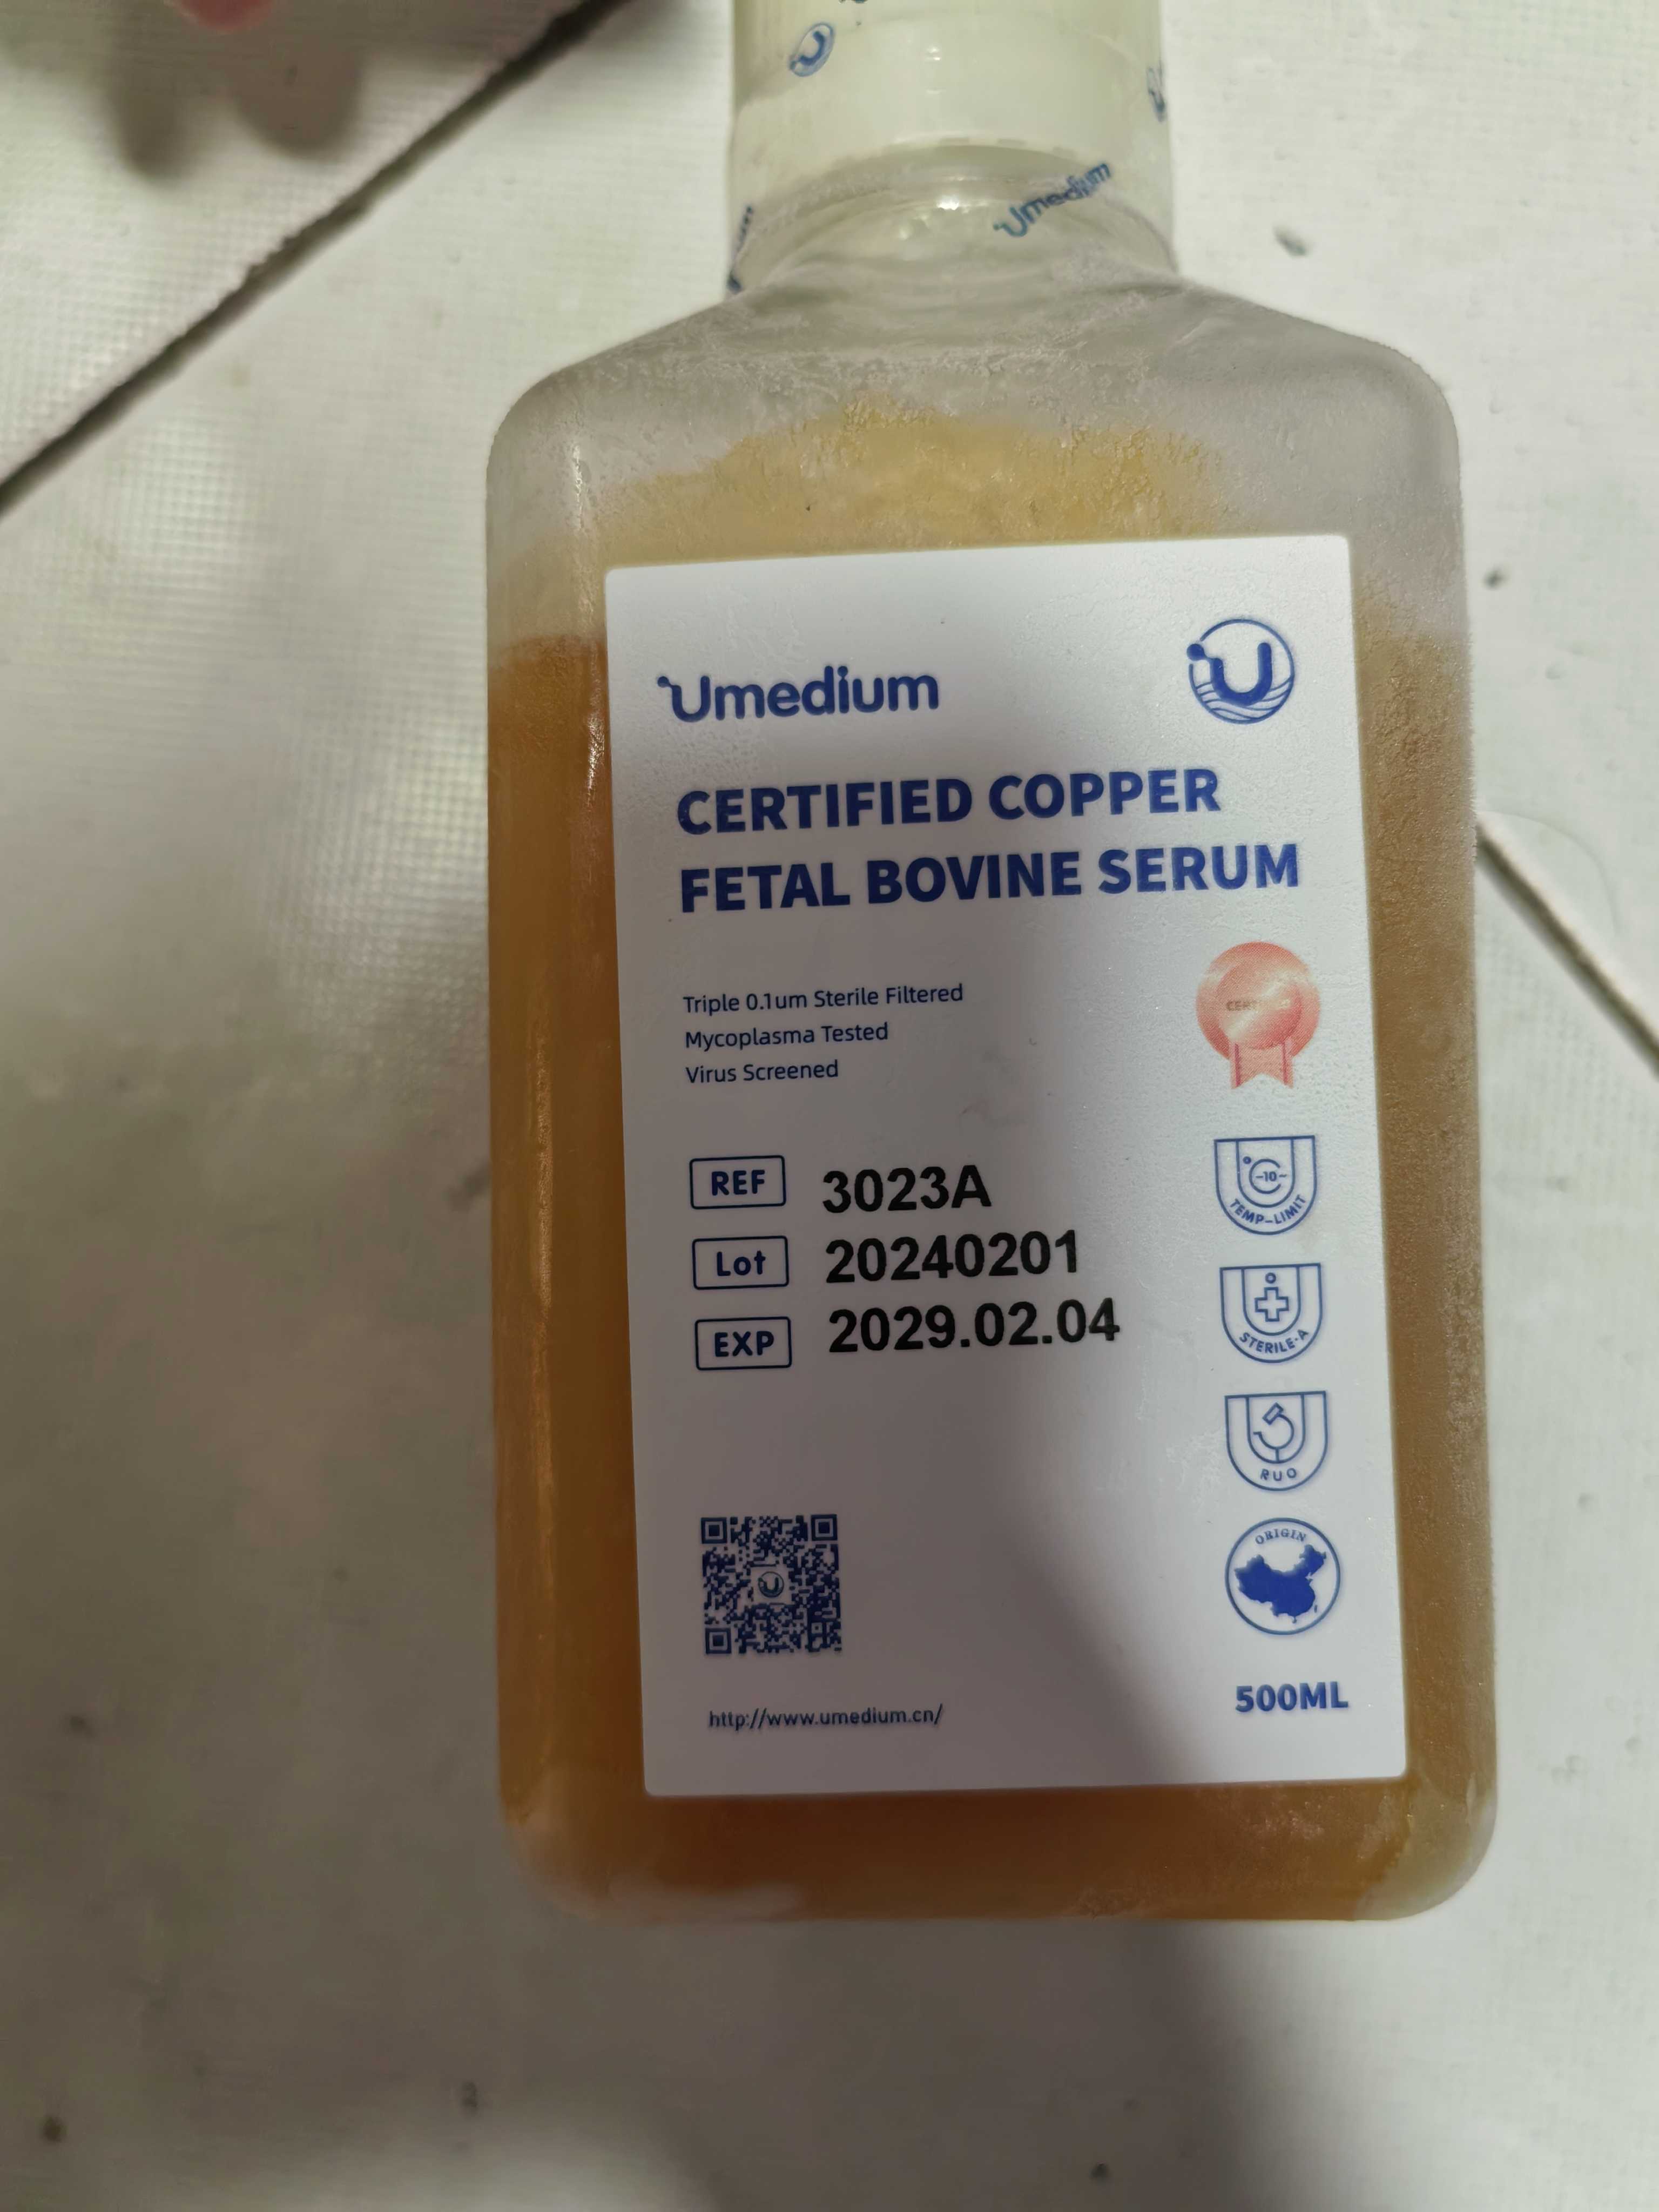 Umedium
Umedium
CERTIFIED COPPER
FETAL BOVINE SERUM
Triple 0.1um Sterile Filtered
Mycoplasma Tested
Virus Screened
REF 3023A
Lot 20240201
EXP 2029.02.04
-10-
TEMP-LIMIT
STERILE-A
RUO
ORIGIN
500ML
http://www.umedium.cn/